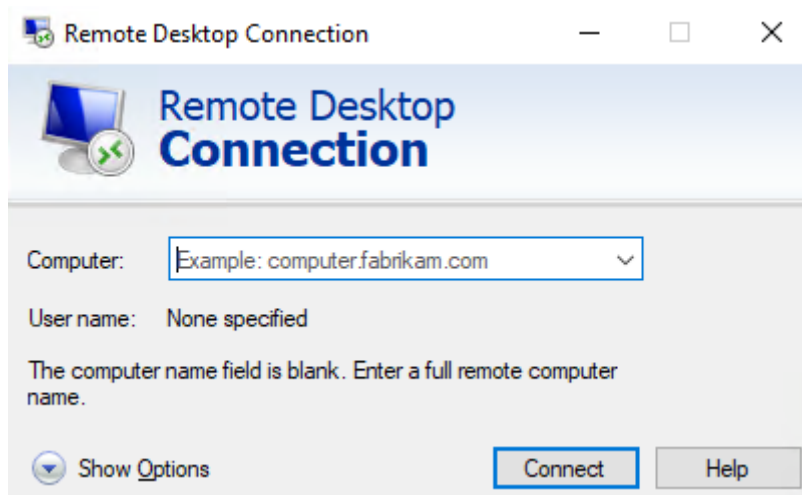 Remote Desktop Connection
Remote Desktop
Connection
Computer: Example: computer.fabrikam.com
User name: None specified
The computer name field is blank. Enter a full remote computer
name.
Show Options Connect Help